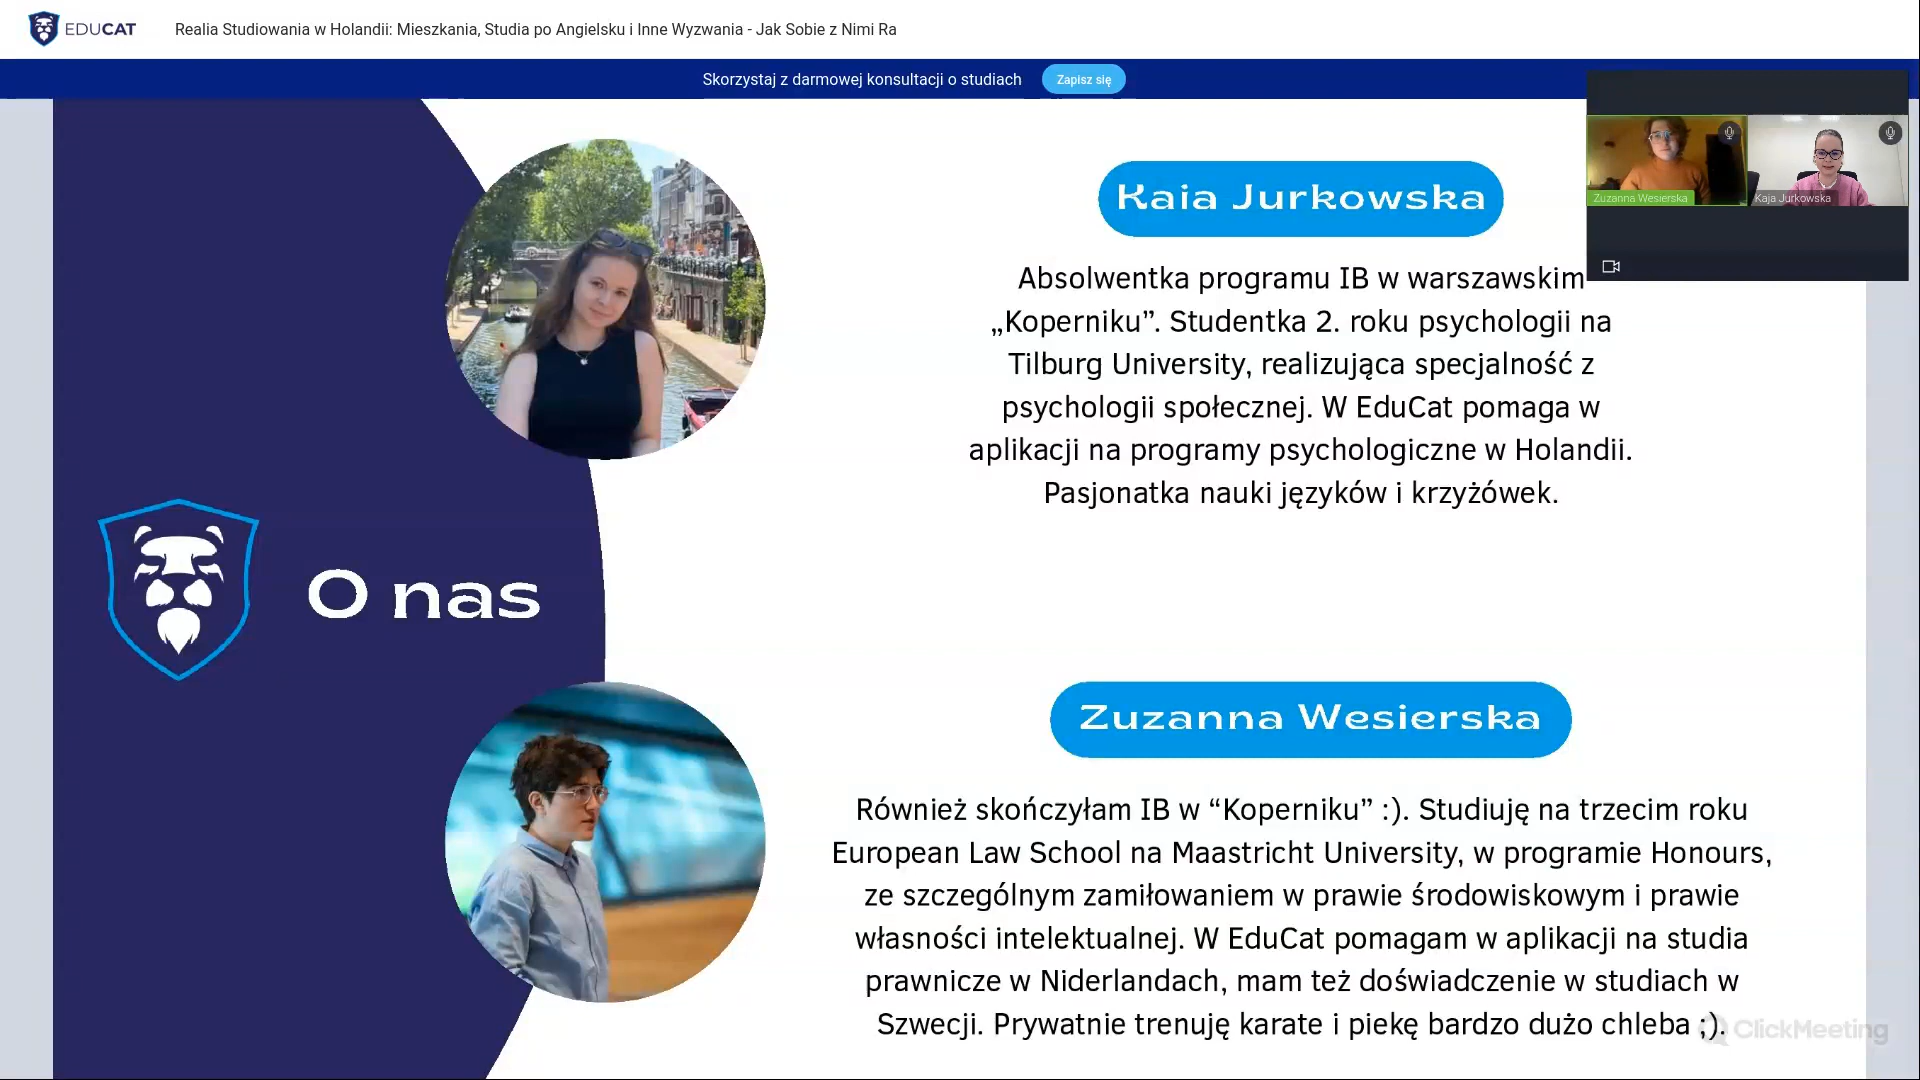 EDUCAT
Realia Studiowania w Holandii: Mieszkania, Studia po Angielsku i Inne Wyzwania - Jak Sobie z Nimi Ra
Skorzystaj z darmowej konsultacji o studiach
Zapisz się
Zuzanna Wesierska
Kaja Jurkowska
Kaia Jurkowska
Absolwentka programu IB w warszawskim
„Koperniku”. Studentka 2. roku psychologii na
Tilburg University, realizująca specjalność z
psychologii społecznej. W EduCat pomaga w
aplikacji na programy psychologiczne w Holandii.
Pasjonatka nauki języków i krzyżówek.
O nas
Zuzanna Wesierska
Również skończyłam IB w “Koperniku” :). Studiuję na trzecim roku
European Law School na Maastricht University, w programie Honours,
ze szczególnym zamiłowaniem w prawie środowiskowym i prawie
własności intelektualnej. W EduCat pomagam w aplikacji na studia
prawnicze w Niderlandach, mam też doświadczenie w studiach w
Szwecji. Prywatnie trenuję karate i piekę bardzo dużo chleba ;).
ClickMeeting